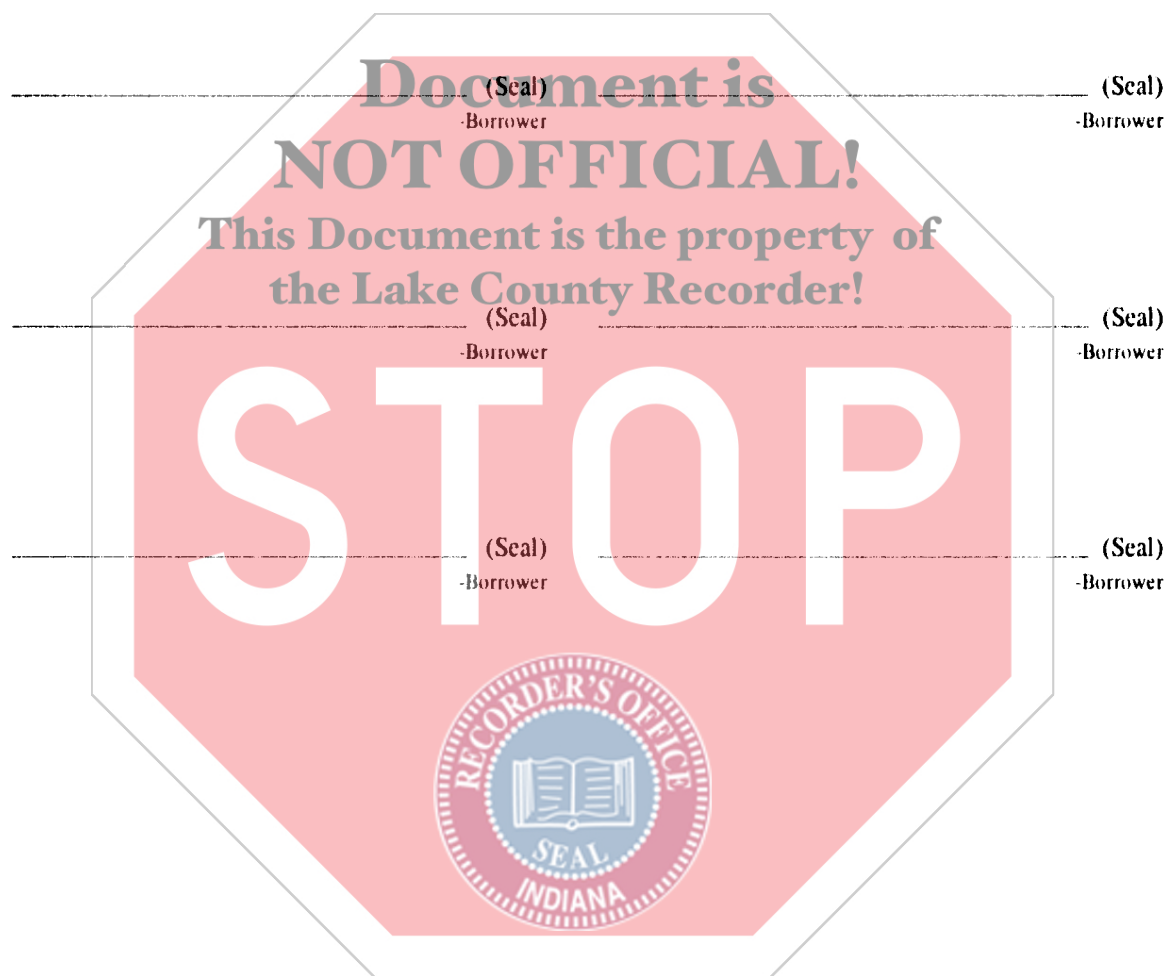 Document is
(Seal) (Seal)
-Borrower -Borrower
NOT OFFICIAL!
This Document is the property of
the Lake County Recorder!
(Seal) (Seal)
-Borrower -Borrower
STOP
(Seal) (Seal)
-Borrower -Borrower
RECORDER'S OFFICE
SEAL
INDIANA